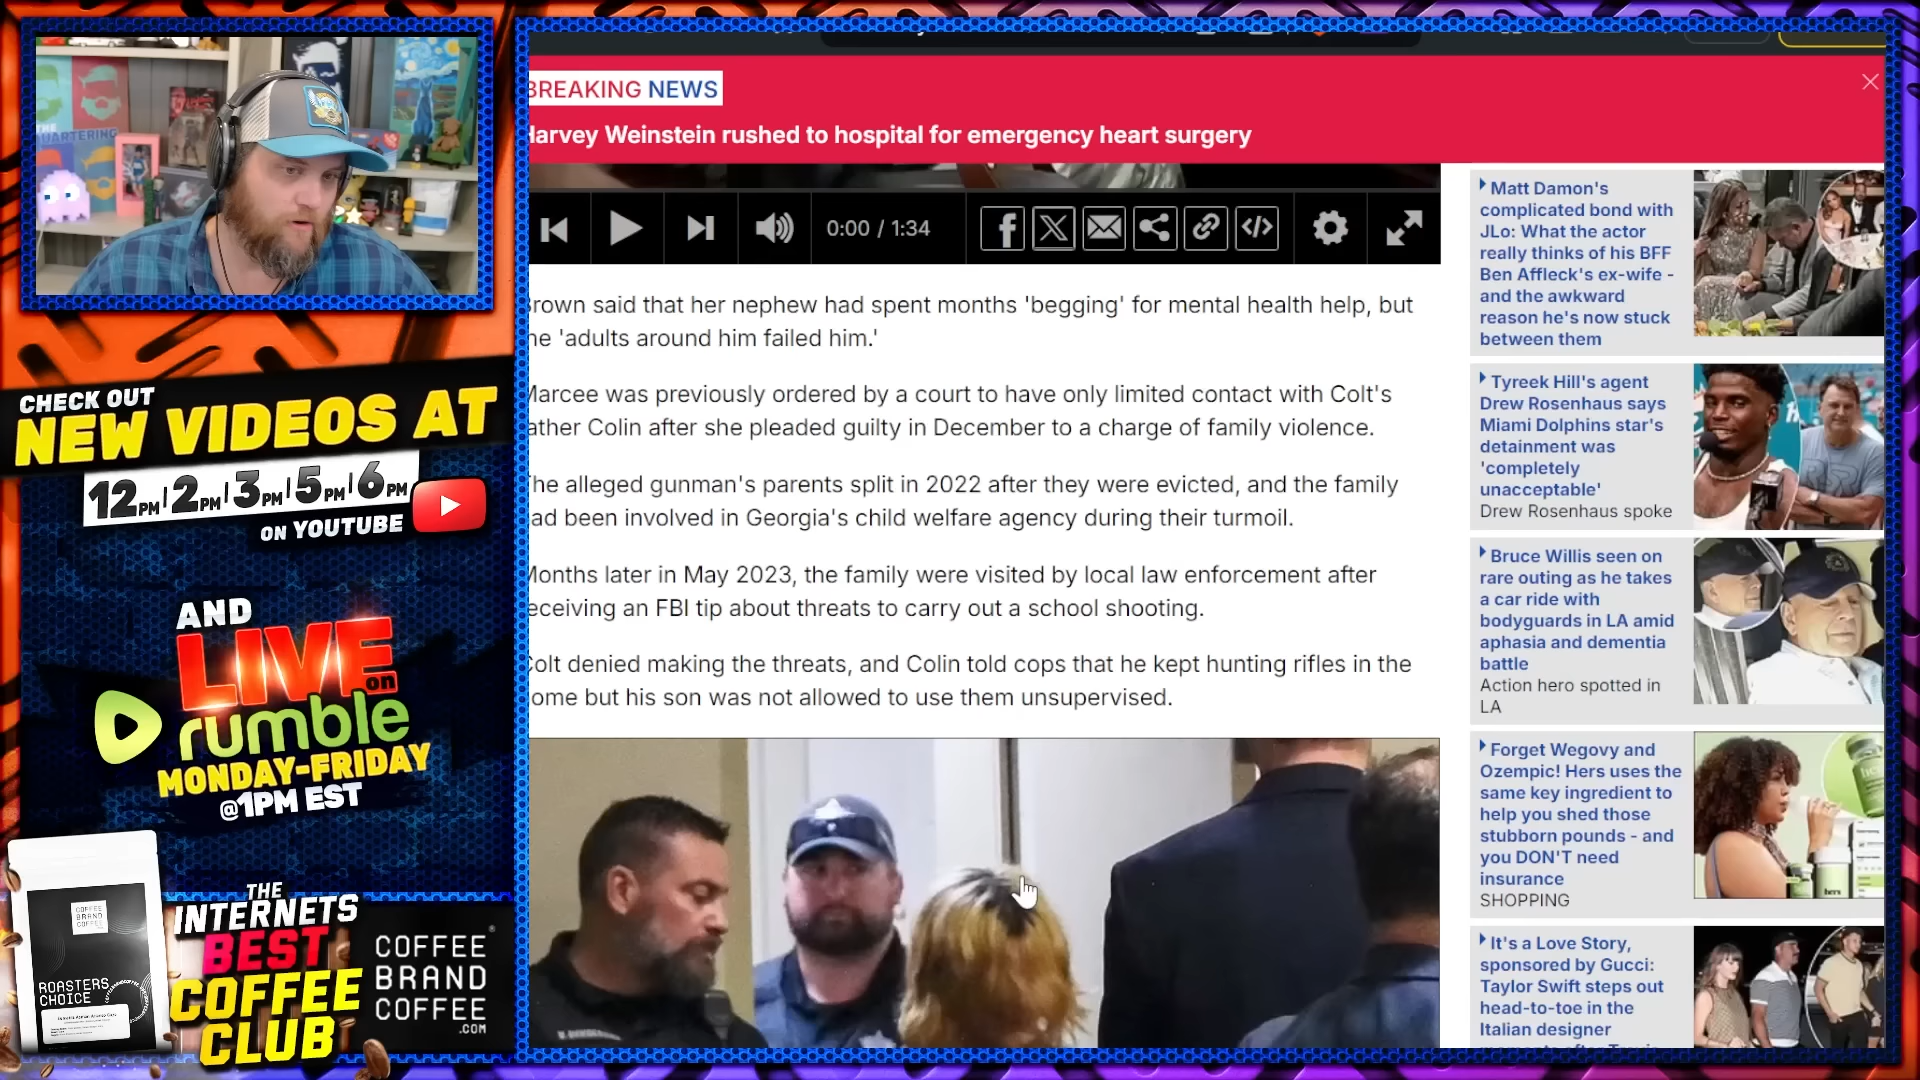 THE
QUARTERING
CHECK OUT
NEW VIDEOS AT
12PM | 2PM | 3PM | 5PM | 6PM
ON YOUTUBE
AND
LIVE on
rumble
MONDAY-FRIDAY
@1PM EST
COFFEE
BRAND
COFFEE
ROASTERS
CHOICE
THE
INTERNETS
BEST
COFFEE
CLUB
COFFEE
BRAND
COFFEE
.COM
BREAKING NEWS
Harvey Weinstein rushed to hospital for emergency heart surgery
0:00 / 1:34
Brown said that her nephew had spent months 'begging' for mental health help, but
he 'adults around him failed him.'
Marcee was previously ordered by a court to have only limited contact with Colt's
ather Colin after she pleaded guilty in December to a charge of family violence.
The alleged gunman's parents split in 2022 after they were evicted, and the family
ad been involved in Georgia's child welfare agency during their turmoil.
Months later in May 2023, the family were visited by local law enforcement after
eceiving an FBI tip about threats to carry out a school shooting.
Colt denied making the threats, and Colin told cops that he kept hunting rifles in the
ome but his son was not allowed to use them unsupervised.
Matt Damon's
complicated bond with
JLo: What the actor
really thinks of his BFF
Ben Affleck's ex-wife -
and the awkward
reason he's now stuck
between them
Tyreek Hill's agent
Drew Rosenhaus says
Miami Dolphins star's
detainment was
'completely
unacceptable'
Drew Rosenhaus spoke
Bruce Willis seen on
rare outing as he takes
a car ride with
bodyguards in LA amid
aphasia and dementia
battle
Action hero spotted in
LA
Forget Wegovy and
Ozempic! Hers uses the
same key ingredient to
help you shed those
stubborn pounds - and
you DON'T need
insurance
SHOPPING
hers
It's a Love Story,
sponsored by Gucci:
Taylor Swift steps out
head-to-toe in the
Italian designer